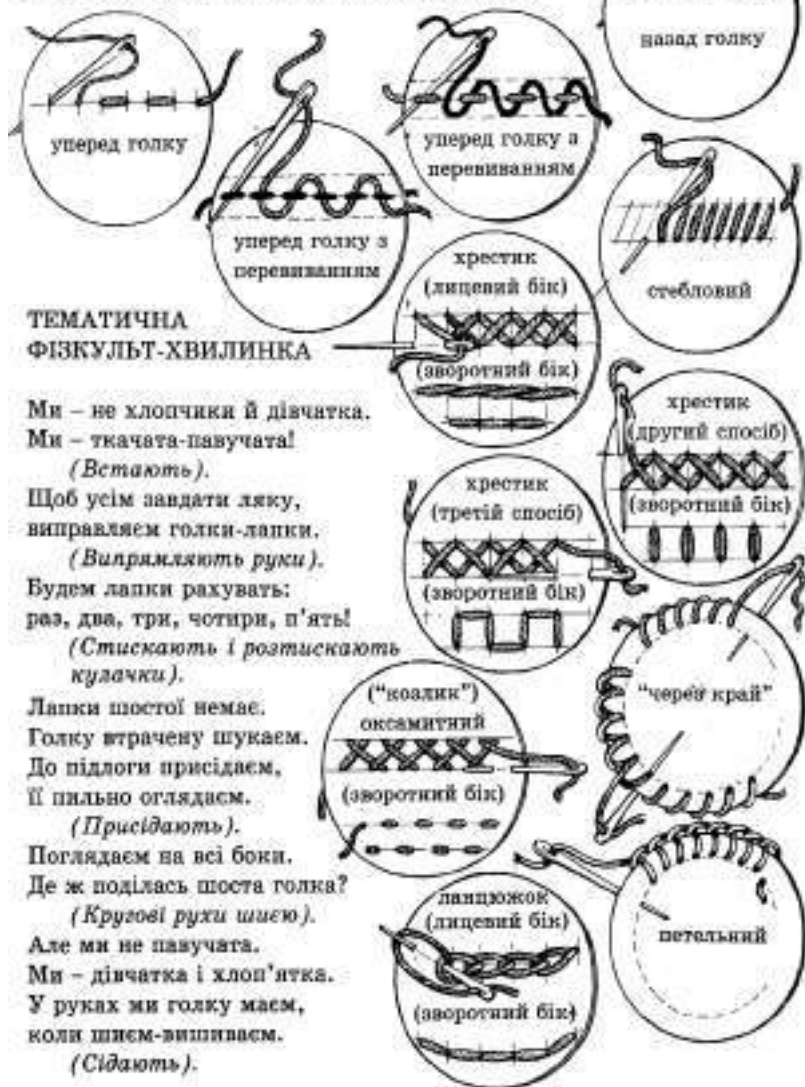 назад голку
уперед голку
уперед голку з
перевиванням
уперед голку з
перевиванням
стебловий
хрестик
(лицевий бік)
(зворотний бік)
хрестик
(другий спосіб)
(зворотний бік)
хрестик
(третій спосіб)
(зворотний бік)
"через край"
("козлик")
оксамитний
(зворотний бік)
петельний
ланцюжок
(лицевий бік)
(зворотний бік)
ТЕМАТИЧНА
ФІЗКУЛЬТ-ХВИЛИНКА
Ми – не хлопчики й дівчатка.
Ми – ткачата-павучата!
(Встають).
Щоб усім завдати ляку,
виправляєм голки-лапки.
(Випрямляють руки).
Будем лапки рахувать:
раз, два, три, чотири, п'ять!
(Стискають і розтискають
кулачки).
Лапки шостої немає.
Голку втрачену шукаєм.
До підлоги присідаєм,
її пильно оглядаєм.
(Присідають).
Поглядаєм на всі боки.
Де ж поділась шоста голка?
(Кругові рухи шиєю).
Але ми не павучата.
Ми – дівчатка і хлоп'ятка.
У руках ми голку маєм,
коли шиєм-вишиваєм.
(Сідають).